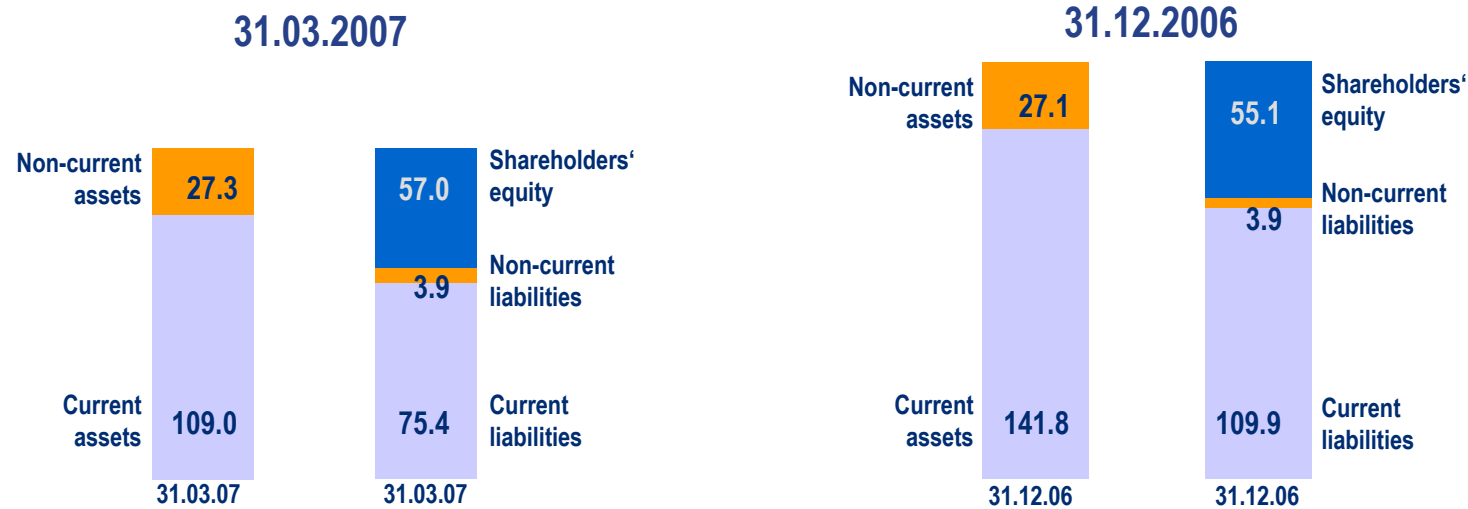 31.03.2007
Non-current
assets
27.3
57.0
Shareholders‘
equity
3.9
Non-current
liabilities
Current
assets
109.0
75.4
Current
liabilities
31.03.07
31.03.07
31.12.2006
Non-current
assets
27.1
55.1
Shareholders‘
equity
3.9
Non-current
liabilities
Current
assets
141.8
109.9
Current
liabilities
31.12.06
31.12.06